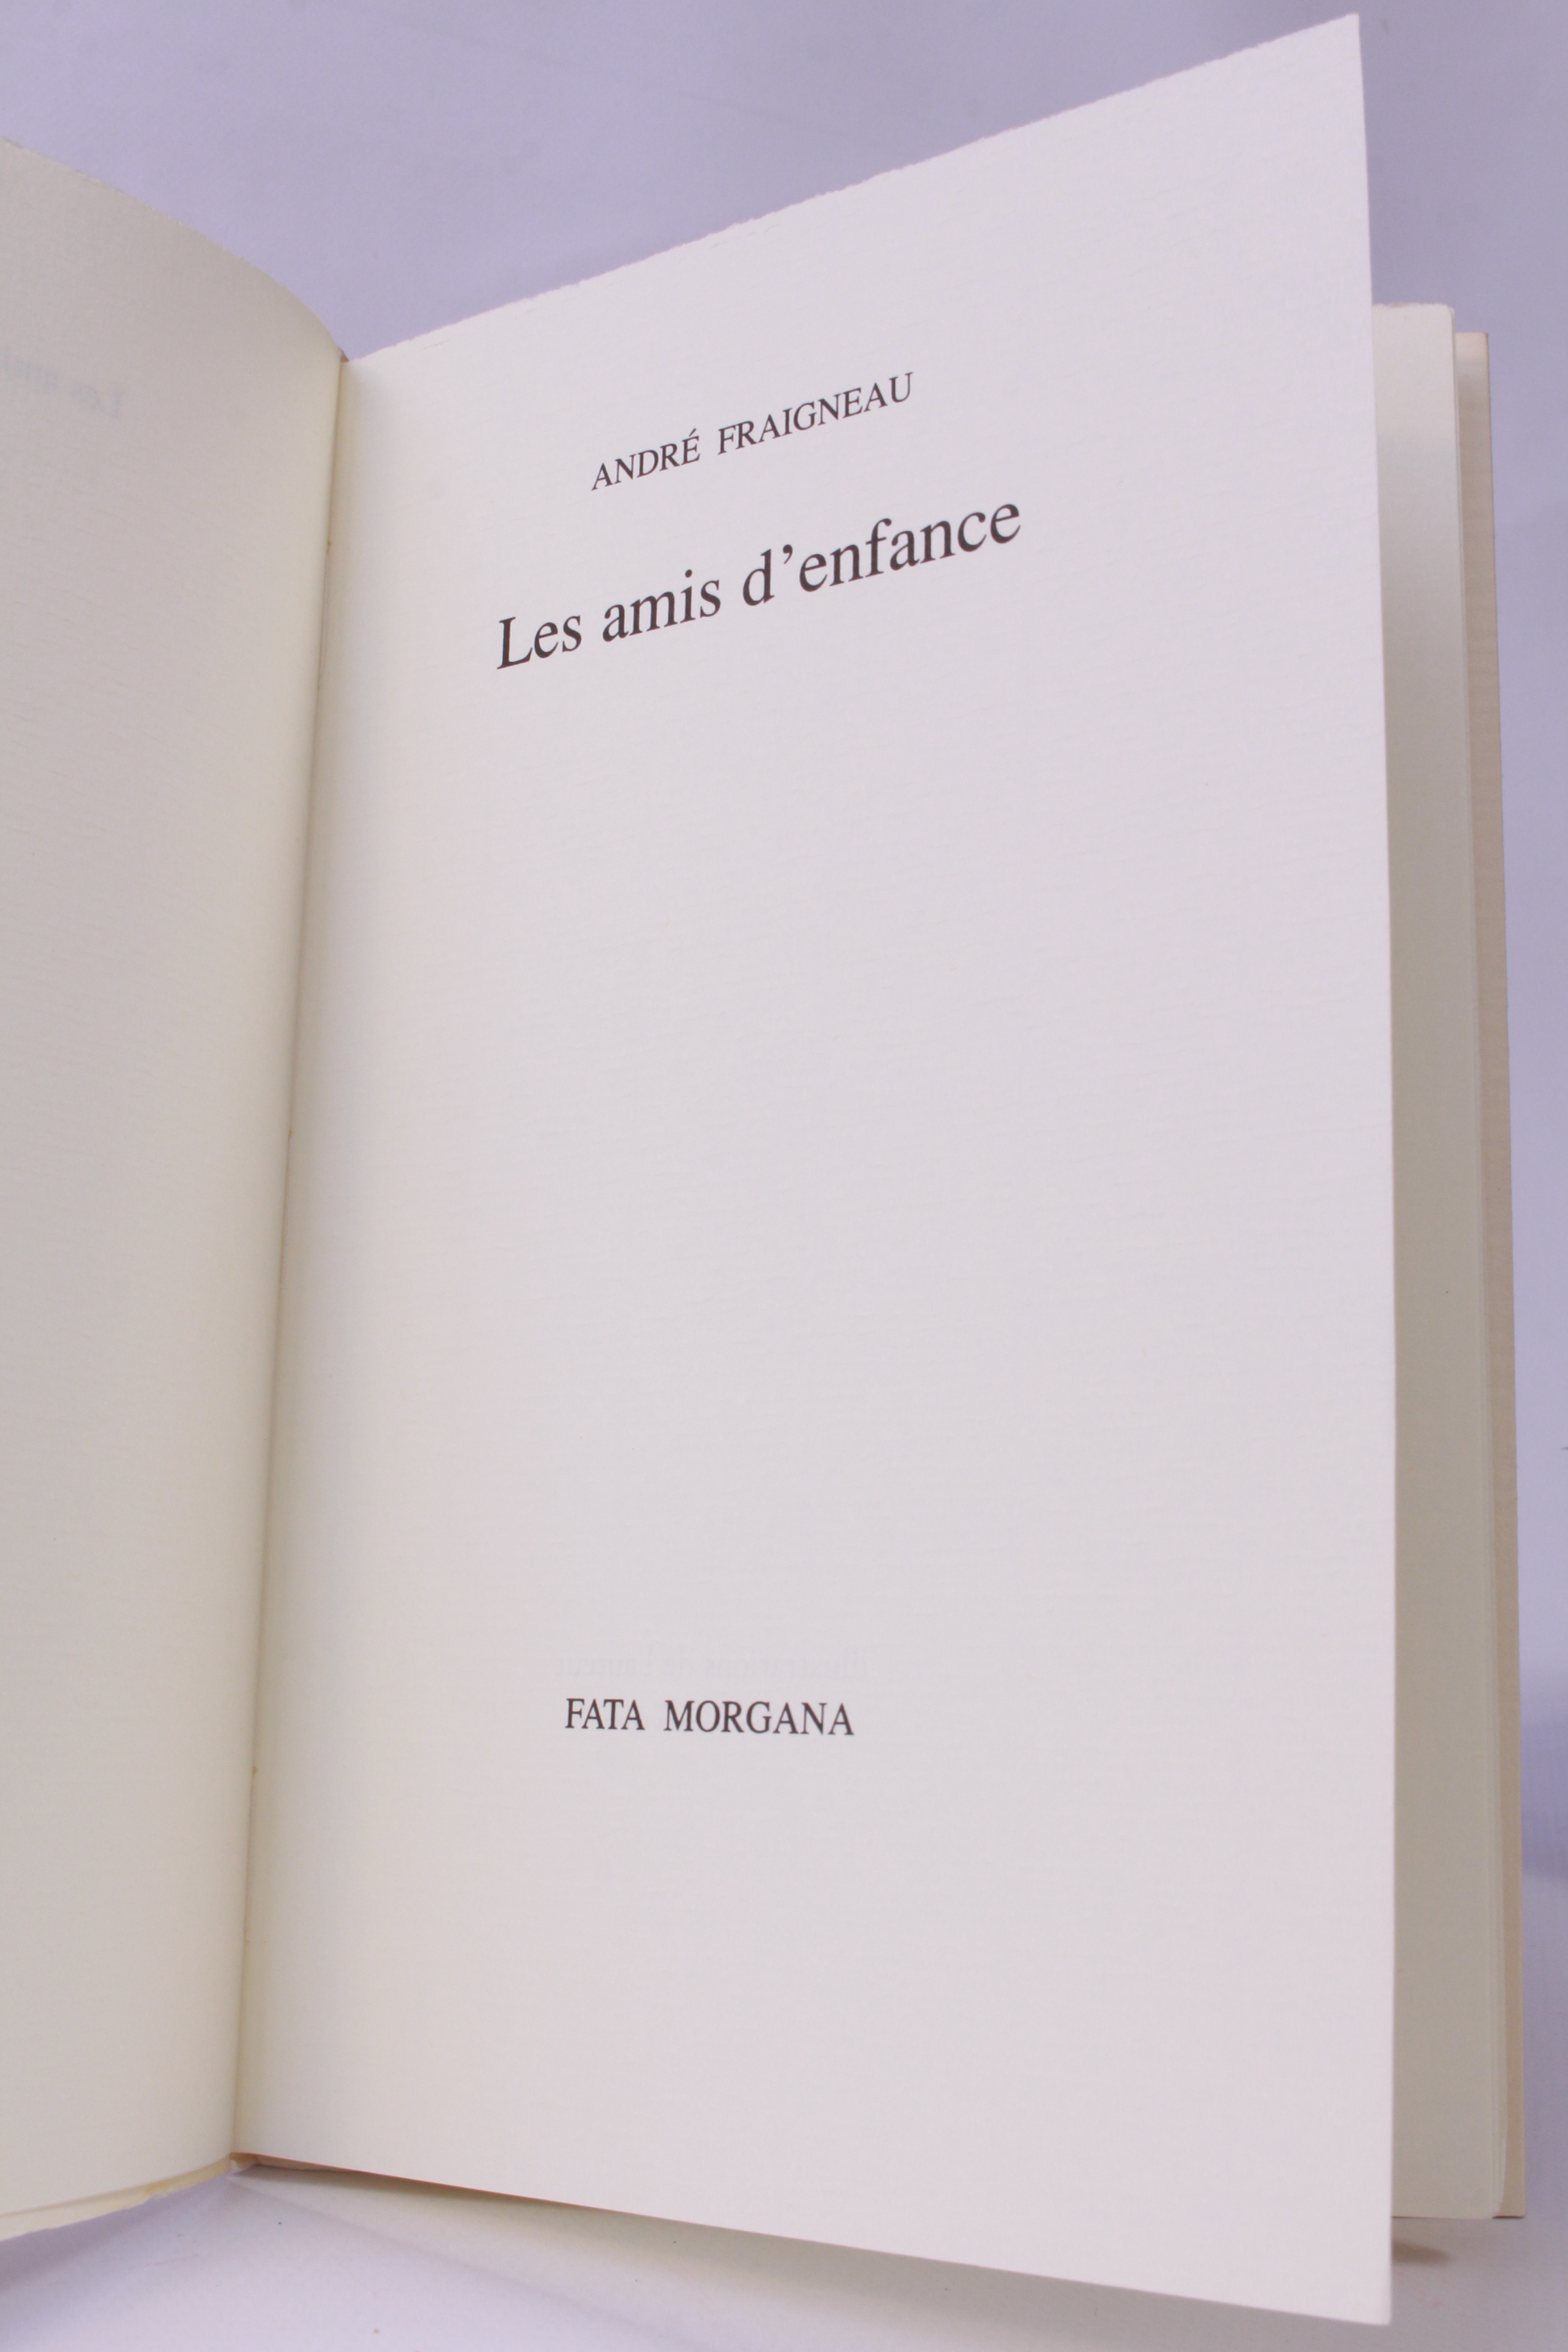 ANDRÉ FRAIGNEAU
Les amis d'enfance
FATA MORGANA